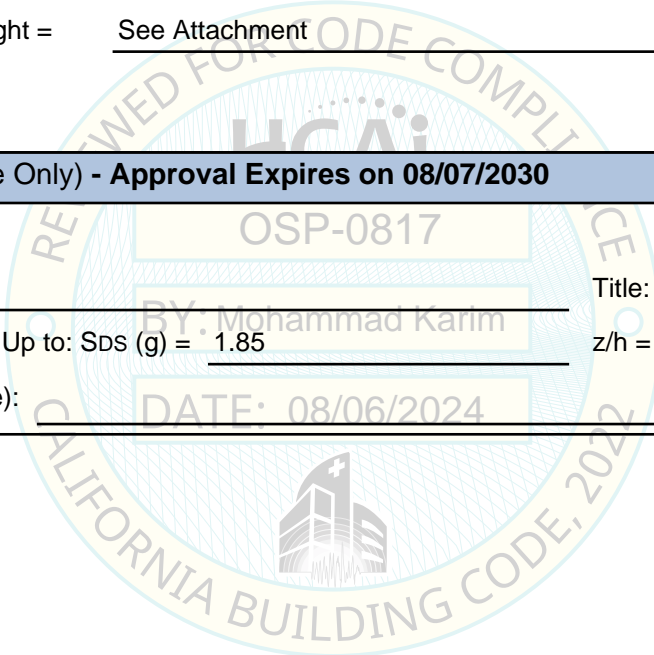 ght = See Attachment
REVIEWED FOR CODE COMPLIANCE
HCAi
e Only) - Approval Expires on 08/07/2030
OSP-0817
Title:
BY: Mohammad Karim
Up to: SDS (g) = 1.85 z/h =
e):
DATE: 08/06/2024
CALIFORNIA BUILDING CODE, 2022